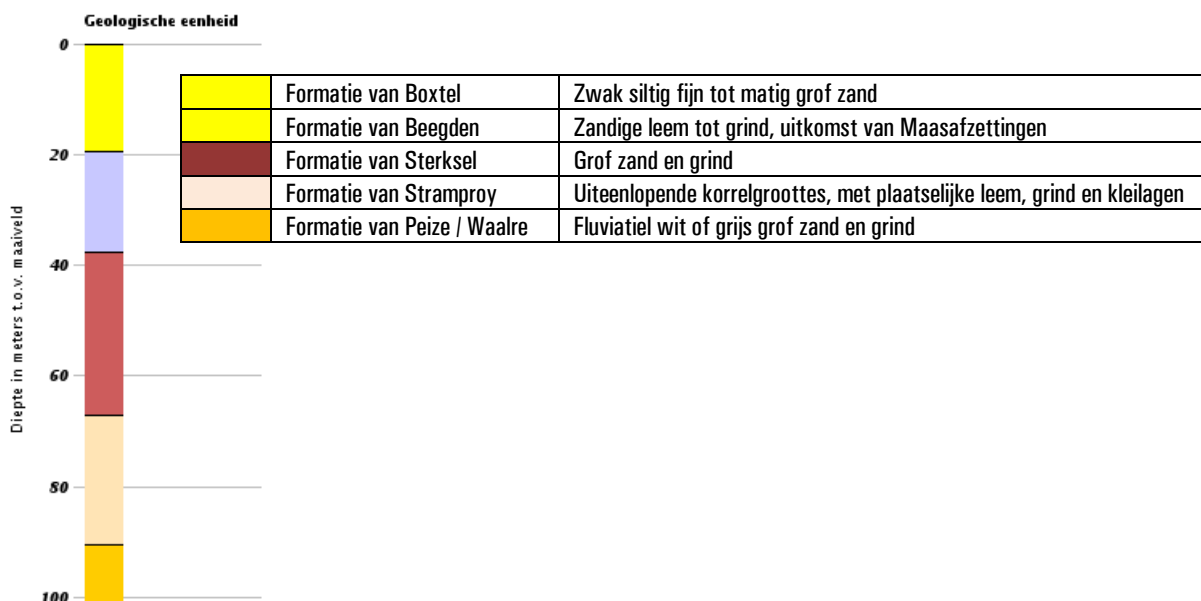 Geologische eenheid
0
Formatie van Boxtel Zwak siltig fijn tot matig grof zand
Formatie van Beegden Zandige leem tot grind, uitkomst van Maasafzettingen
20
Formatie van Sterksel Grof zand en grind
Formatie van Stramproy Uiteenlopende korrelgroottes, met plaatselijke leem, grind en kleilagen
Formatie van Peize / Waalre Fluviatiel wit of grijs grof zand en grind
40
60
80
100
Diepte in meters t.o.v. maaiveld